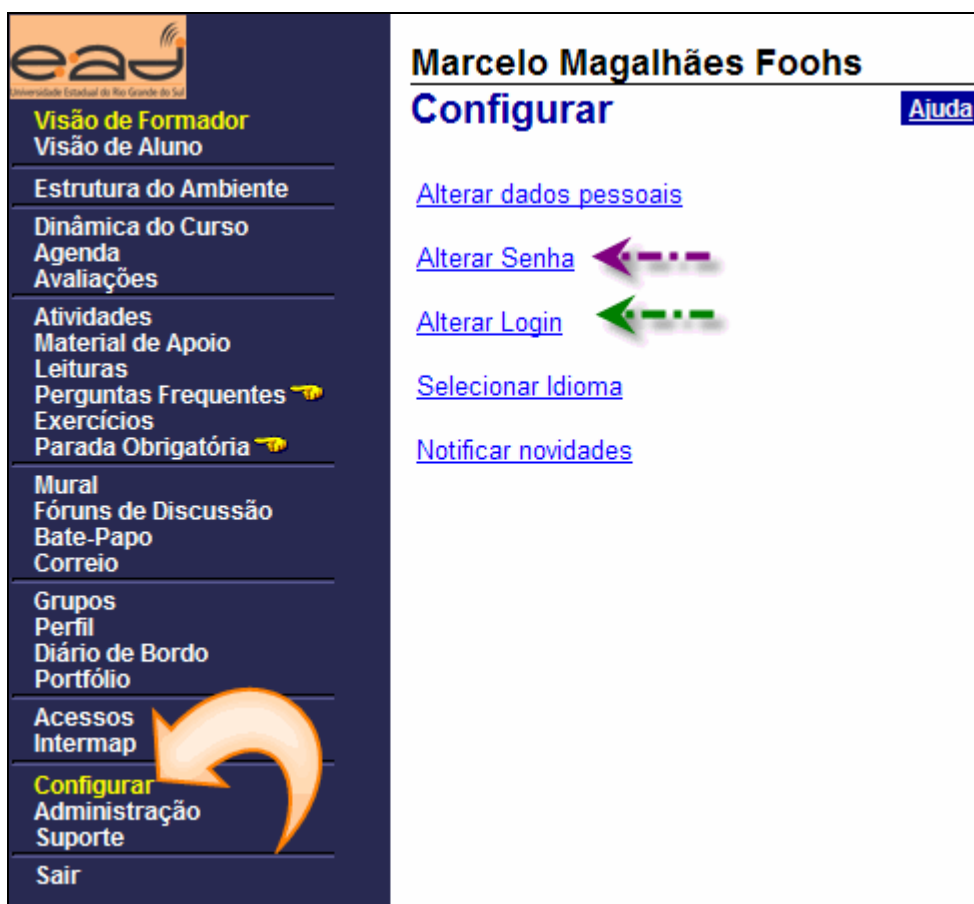 ead
Universidade Estadual do Rio Grande do Sul
Visão de Formador
Visão de Aluno
Estrutura do Ambiente
Dinâmica do Curso
Agenda
Avaliações
Atividades
Material de Apoio
Leituras
Perguntas Frequentes
Exercícios
Parada Obrigatória
Mural
Fóruns de Discussão
Bate-Papo
Correio
Grupos
Perfil
Diário de Bordo
Portfólio
Acessos
Intermap
Configurar
Administração
Suporte
Sair
Marcelo Magalhães Foohs
Configurar
Ajuda
Alterar dados pessoais
Alterar Senha
Alterar Login
Selecionar Idioma
Notificar novidades